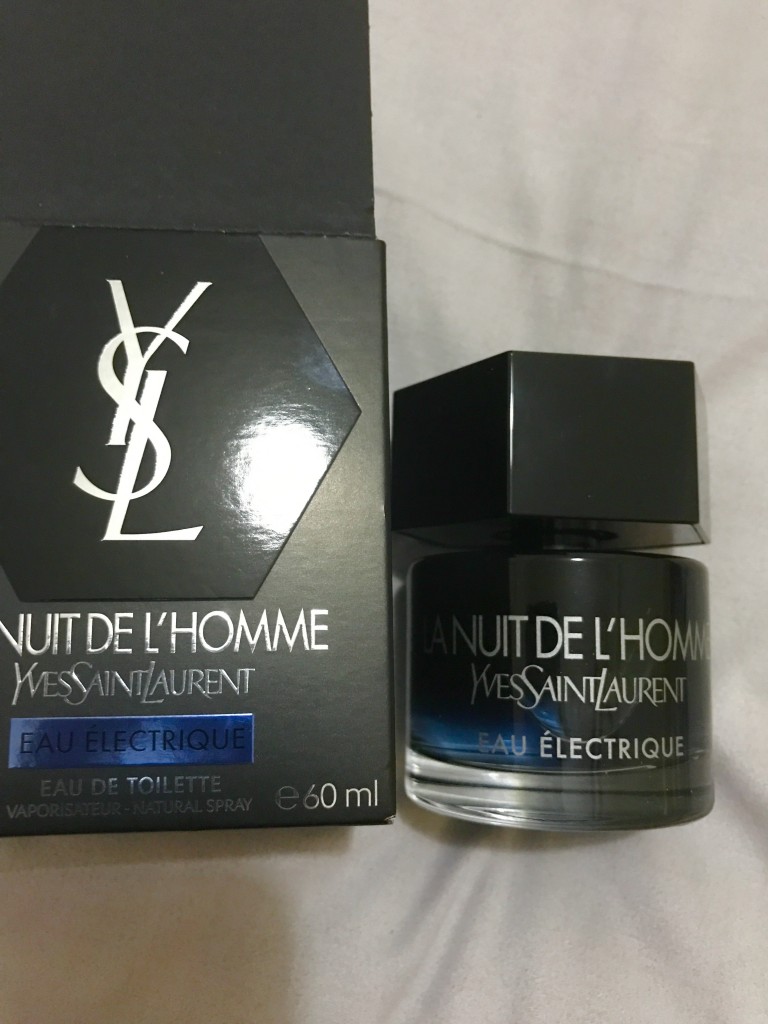 YSL
NUIT DE L'HOMME
YVESSAINTLAURENT
EAU ÉLECTRIQUE
EAU DE TOILETTE
VAPORISATEUR - NATURAL SPRAY
e60 ml
LA NUIT DE L'HOMME
YVESSAINTLAURENT
EAU ÉLECTRIQUE